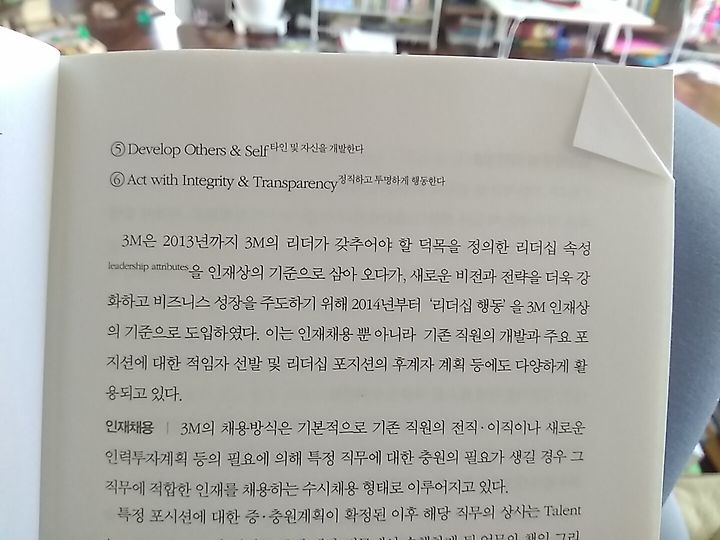 ⑤ Develop Others & Self 타인 및 자신을 개발한다
⑥ Act with Integrity & Transparency 정직하고 투명하게 행동한다
3M은 2013년까지 3M의 리더가 갖추어야 할 덕목을 정의한 리더십 속성
leadership attributes을 인재상의 기준으로 삼아 오다가, 새로운 비전과 전략을 더욱 강
화하고 비즈니스 성장을 주도하기 위해 2014년부터 ‘리더십 행동’을 3M 인재상
의 기준으로 도입하였다. 이는 인재채용 뿐 아니라 기존 직원의 개발과 주요 포
지션에 대한 적임자 선발 및 리더십 포지션의 후계자 계획 등에도 다양하게 활
용되고 있다.
인재채용 | 3M의 채용방식은 기본적으로 기존 직원의 전직·이직이나 새로운
인력투자계획 등의 필요에 의해 특정 직무에 대한 충원의 필요가 생길 경우 그
직무에 적합한 인재를 채용하는 수시채용 형태로 이루어지고 있다.
특정 포지션에 대한 증·충원계획이 확정된 이후 해당 직무의 상사는 Talent